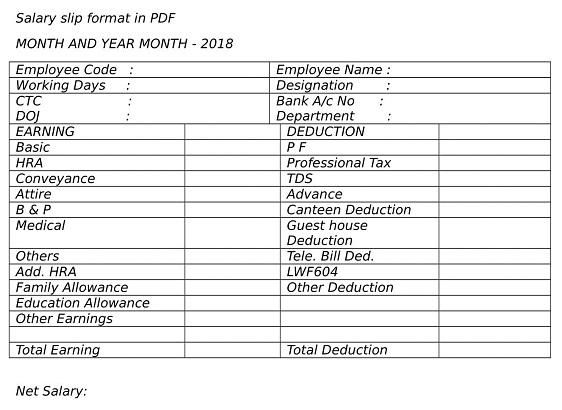 Salary slip format in PDF
MONTH AND YEAR MONTH - 2018
Employee Code : Employee Name :
Working Days : Designation :
CTC : Bank A/c No :
DOJ : Department :
EARNING DEDUCTION
Basic P F
HRA Professional Tax
Conveyance TDS
Attire Advance
B & P Canteen Deduction
Medical Guest house
Deduction
Others Tele. Bill Ded.
Add. HRA LWF604
Family Allowance Other Deduction
Education Allowance
Other Earnings
Total Earning Total Deduction
Net Salary: